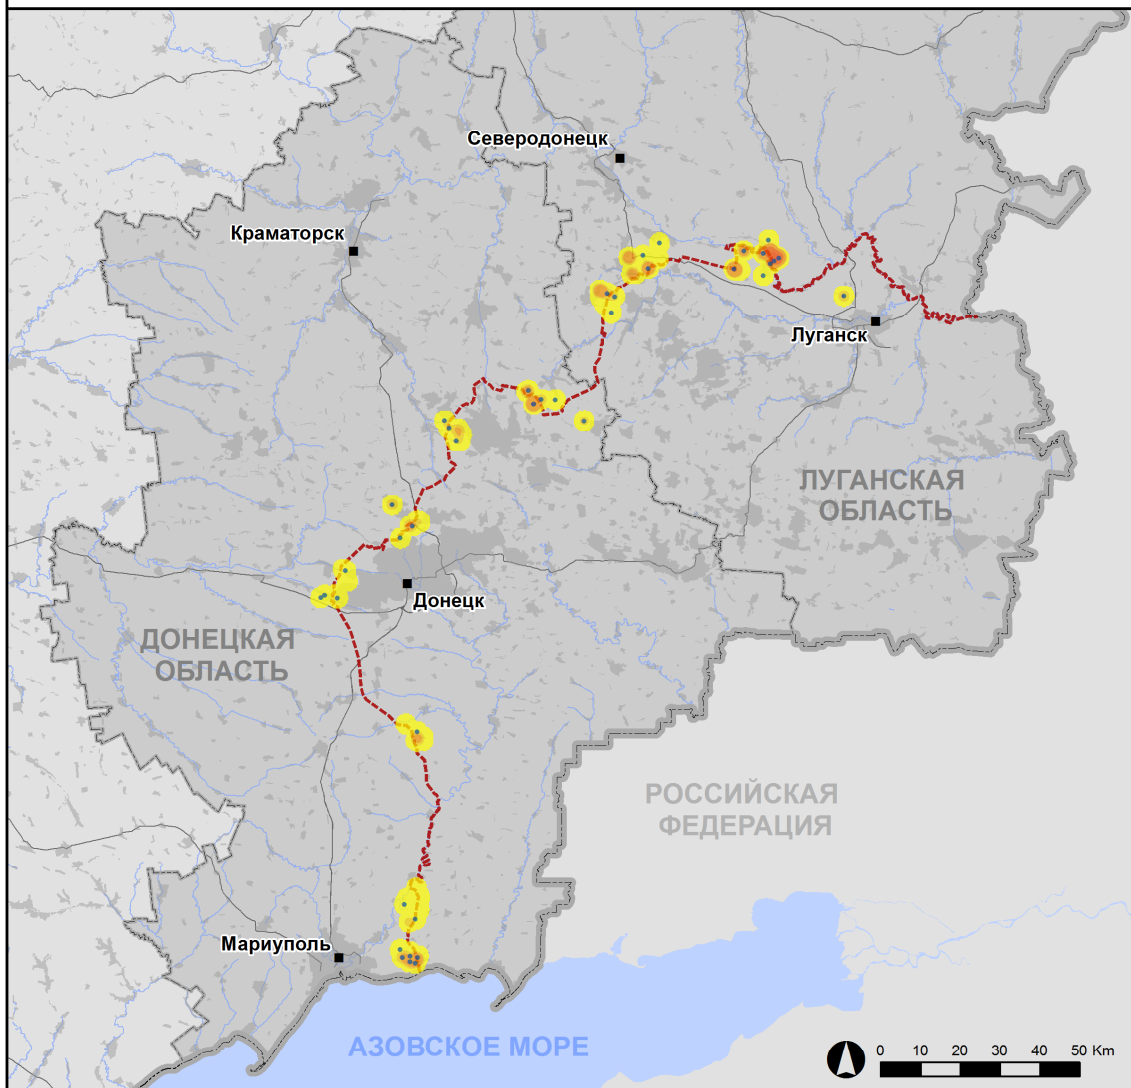 Северодонецк
Краматорск
Луганск
ЛУГАНСКАЯ
ОБЛАСТЬ
Донецк
ДОНЕЦКАЯ
ОБЛАСТЬ
РОССИЙСКАЯ
ФЕДЕРАЦИЯ
Мариуполь
АЗОВСКОЕ МОРЕ
0 10 20 30 40 50 Km